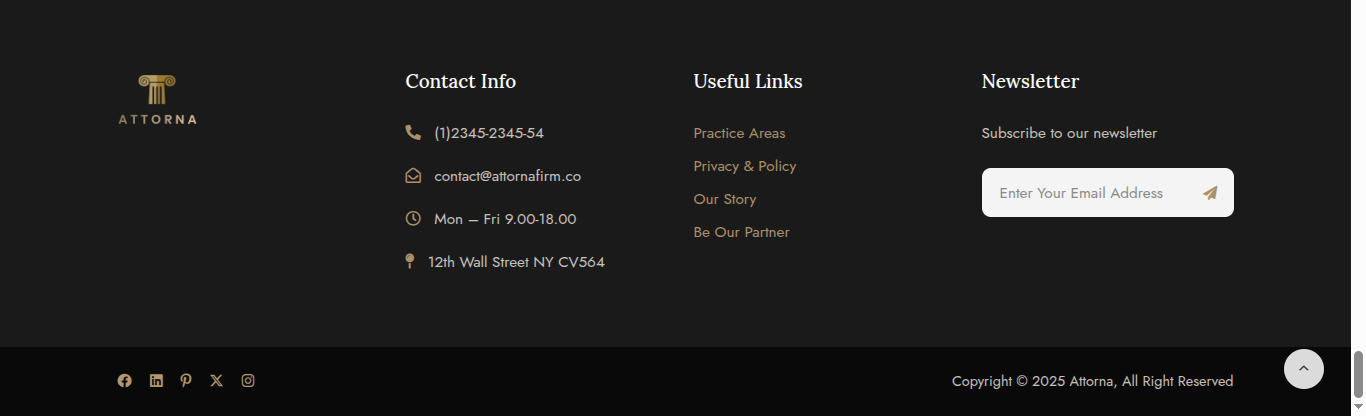 ATTORNA
Contact Info
(1)2345-2345-54
contact@attornafirm.co
Mon – Fri 9.00-18.00
12th Wall Street NY CV564
Useful Links
Practice Areas
Privacy & Policy
Our Story
Be Our Partner
Newsletter
Subscribe to our newsletter
Enter Your Email Address
Copyright © 2025 Attorna, All Right Reserved